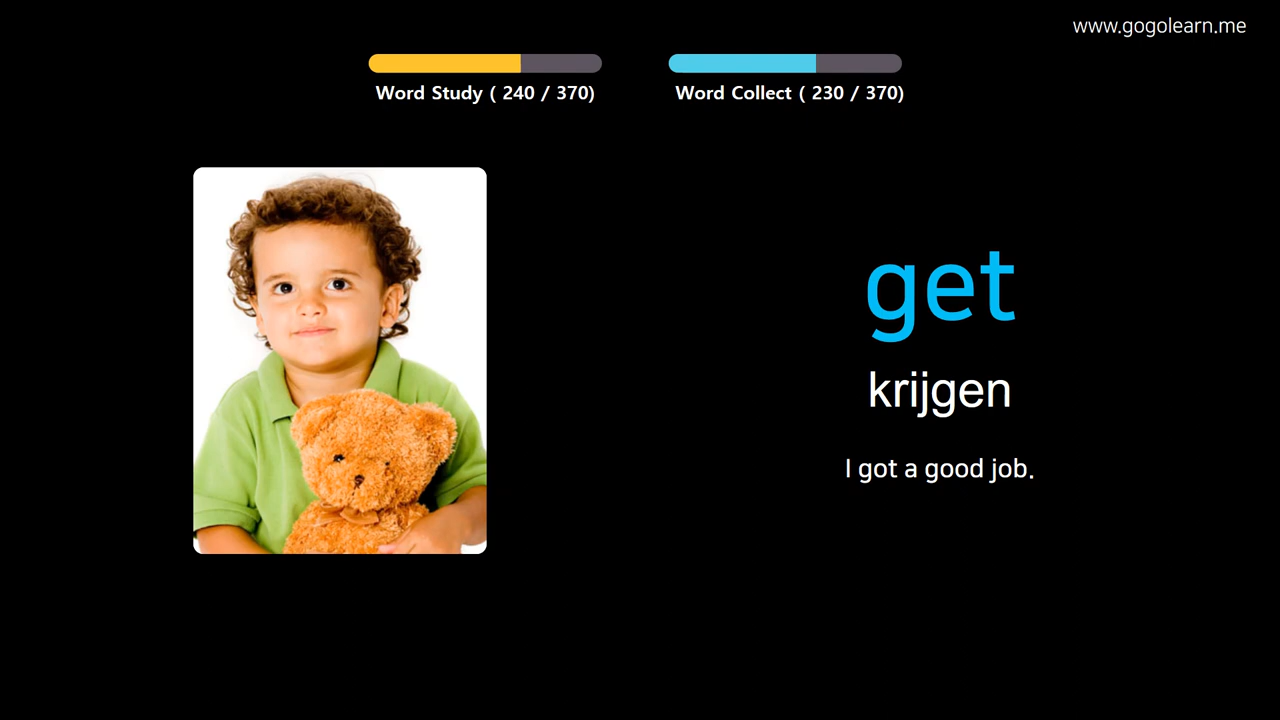 www.gogolearn.me
Word Study ( 240 / 370)
Word Collect ( 230 / 370)
get
krijgen
I got a good job.